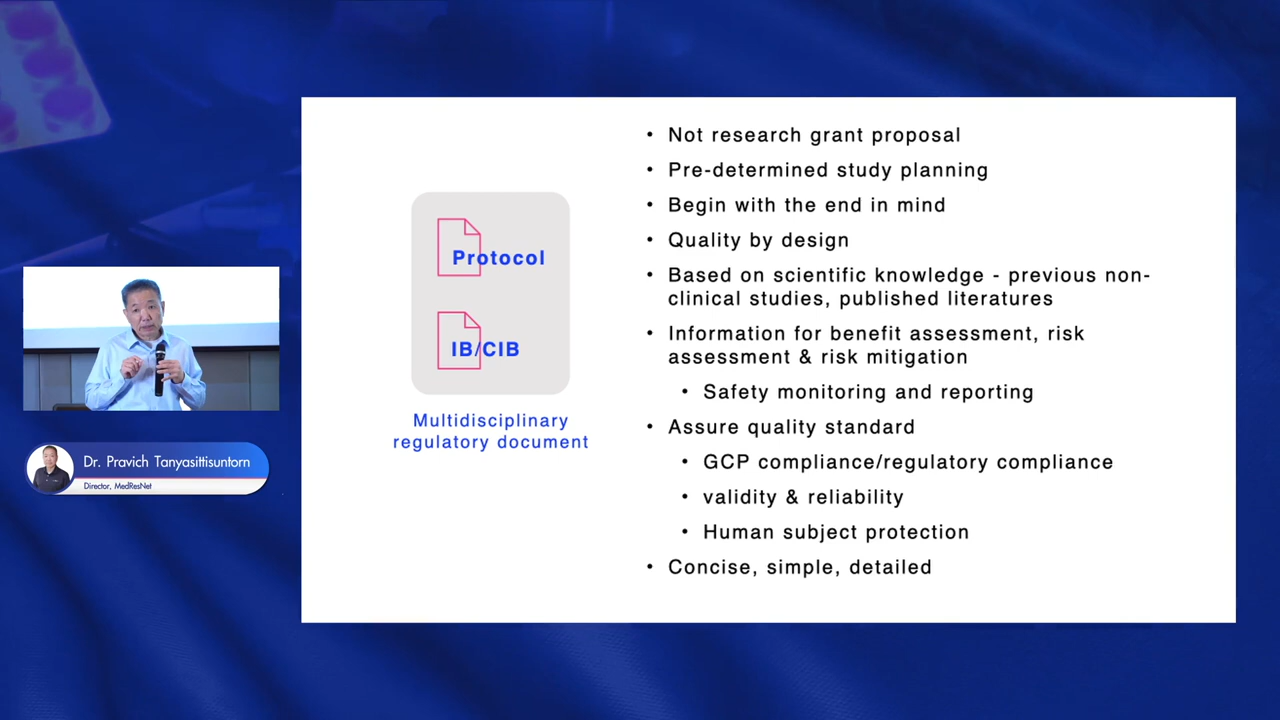 Protocol
IB/CIB
Multidisciplinary
regulatory document
• Not research grant proposal
• Pre-determined study planning
• Begin with the end in mind
• Quality by design
• Based on scientific knowledge - previous non-
clinical studies, published literatures
• Information for benefit assessment, risk
assessment & risk mitigation
• Safety monitoring and reporting
• Assure quality standard
• GCP compliance/regulatory compliance
• validity & reliability
• Human subject protection
• Concise, simple, detailed
Dr. Pravich Tanyasittisuntorn
Director, MedResNet